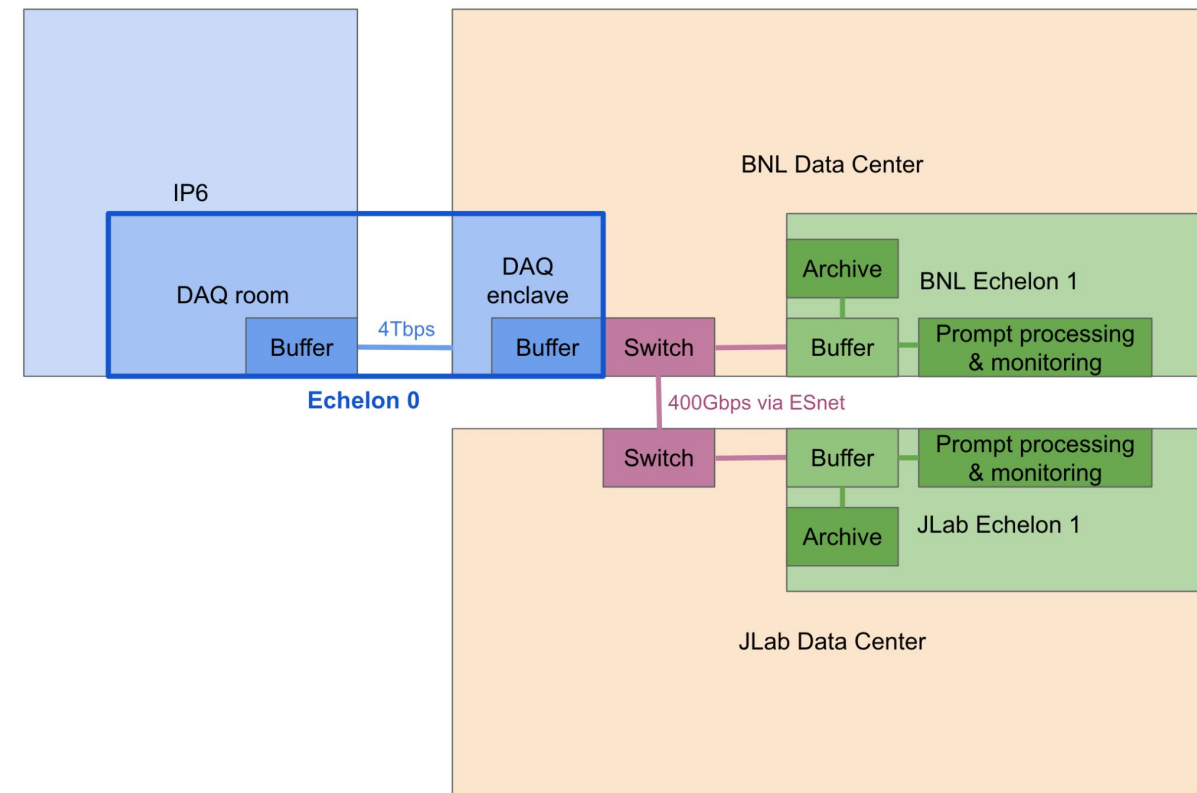 BNL Data Center
IP6
DAQ room
DAQ
enclave
Archive
BNL Echelon 1
Buffer
4Tbps
Buffer
Switch
Buffer
Prompt processing
& monitoring
Echelon 0
400Gbps via ESnet
Switch
Buffer
Prompt processing
& monitoring
Archive
JLab Echelon 1
JLab Data Center